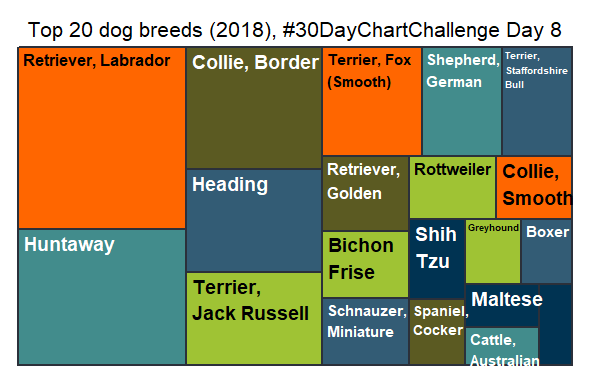 Top 20 dog breeds (2018), #30DayChartChallenge Day 8
Retriever, Labrador
Huntaway
Collie, Border
Heading
Terrier,
Jack Russell
Terrier, Fox
(Smooth)
Shepherd,
German
Terrier,
Staffordshire
Bull
Retriever,
Golden
Rottweiler
Collie,
Smooth
Bichon
Frise
Shih
Tzu
Greyhound
Boxer
Schnauzer,
Miniature
Spaniel,
Cocker
Maltese
Cattle,
Australian